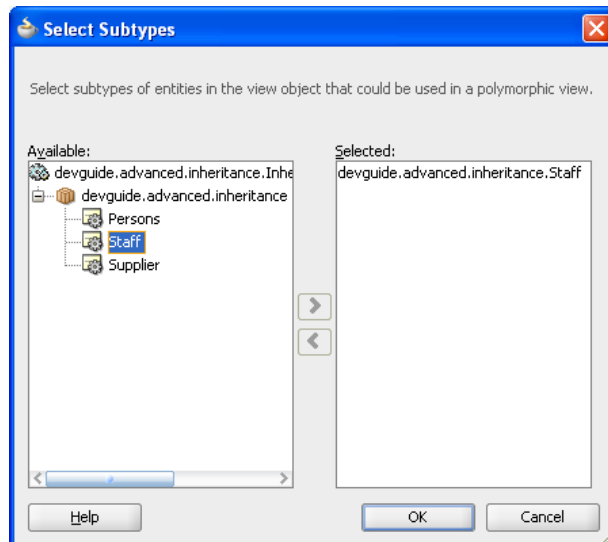 Select Subtypes
Select subtypes of entities in the view object that could be used in a polymorphic view.
Available:
devguide.advanced.inheritance.Inhe
devguide.advanced.inheritance
Persons
Staff
Supplier
Selected:
devguide.advanced.inheritance.Staff
Help
OK
Cancel